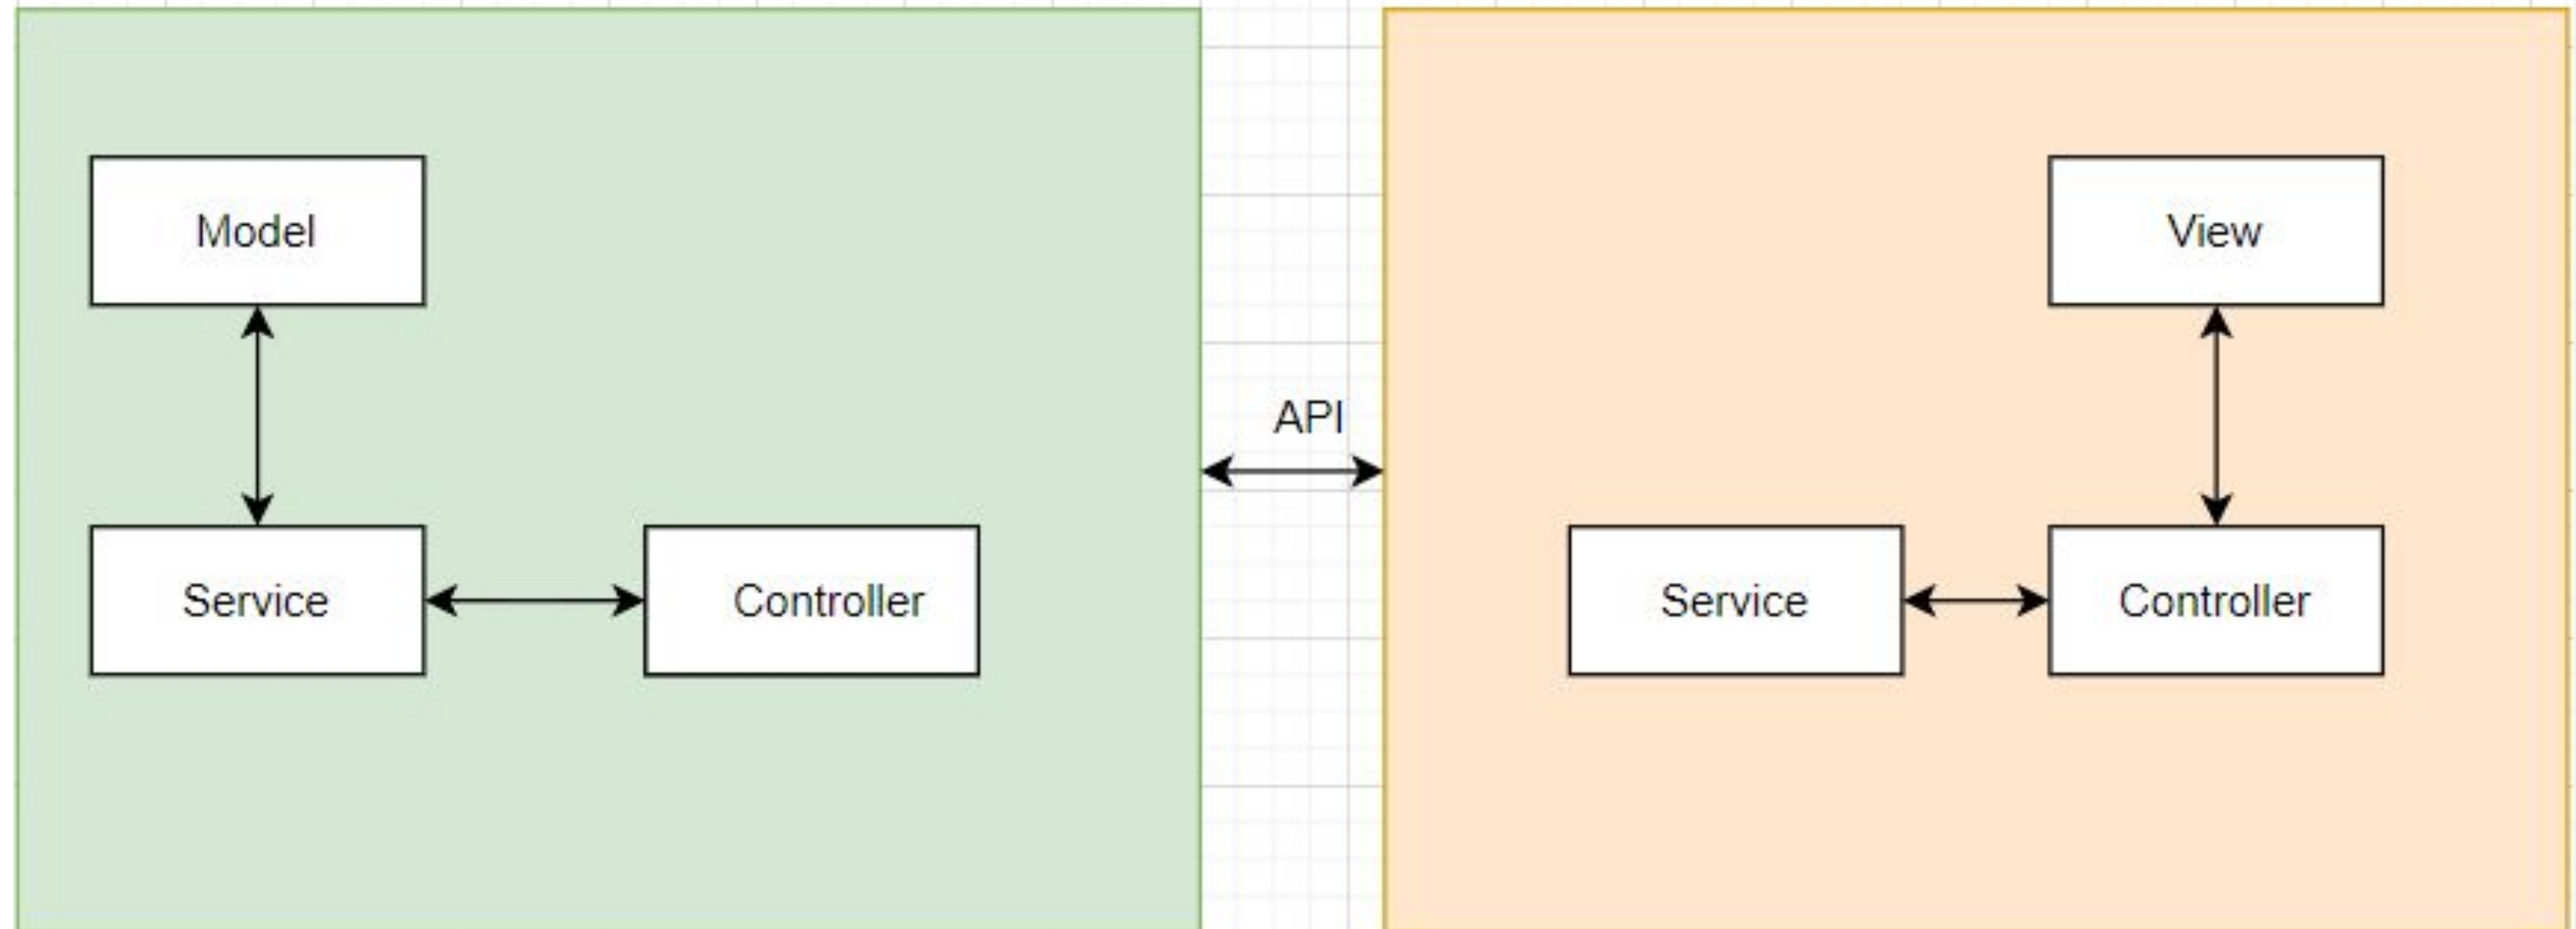 Model
Service
Controller
API
View
Service
Controller